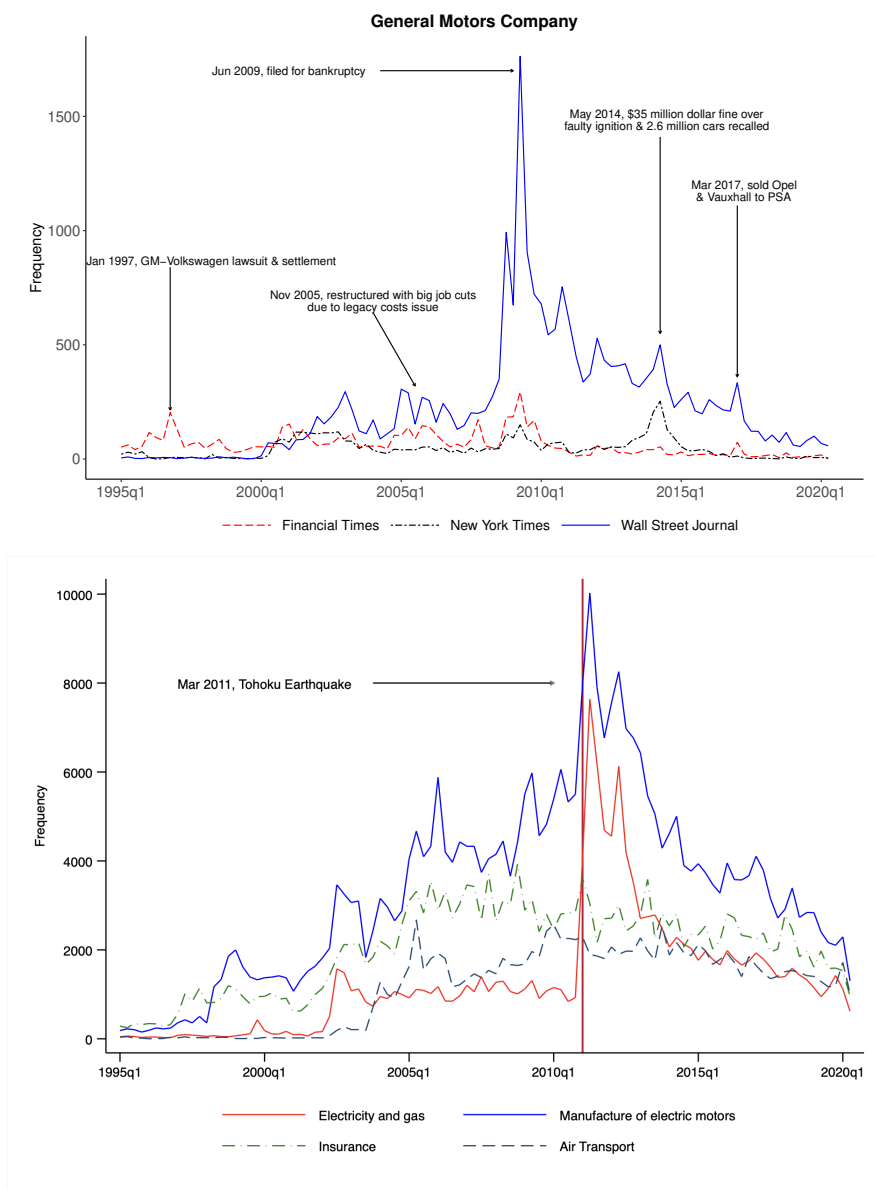 General Motors Company
Jun 2009, filed for bankruptcy
May 2014, $35 million dollar fine over
faulty ignition & 2.6 million cars recalled
Mar 2017, sold Opel
& Vauxhall to PSA
Jan 1997, GM−Volkswagen lawsuit & settlement
Nov 2005, restructured with big job cuts
due to legacy costs issue
Frequency
1500
1000
500
0
1995q1 2000q1 2005q1 2010q1 2015q1 2020q1
Financial Times New York Times Wall Street Journal
10000
8000
6000
4000
2000
0
Frequency
Mar 2011, Tohoku Earthquake
1995q1 2000q1 2005q1 2010q1 2015q1 2020q1
Electricity and gas Manufacture of electric motors
Insurance Air Transport